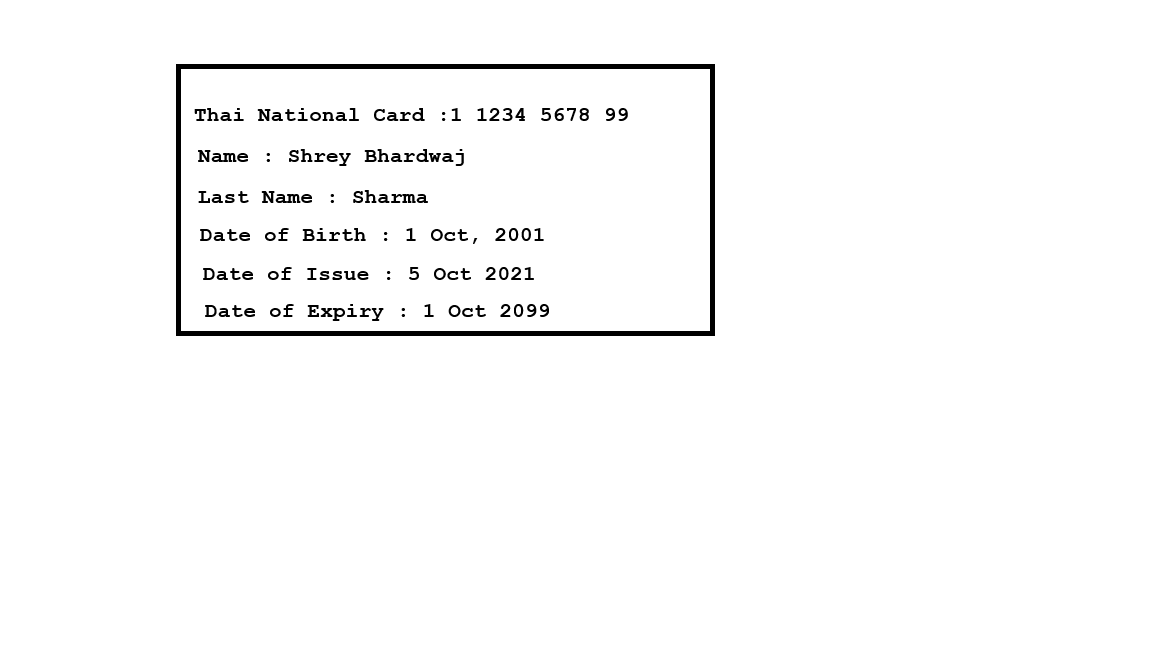 Thai National Card :1 1234 5678 99
Name : Shrey Bhardwaj
Last Name : Sharma
Date of Birth : 1 Oct, 2001
Date of Issue : 5 Oct 2021
Date of Expiry : 1 Oct 2099